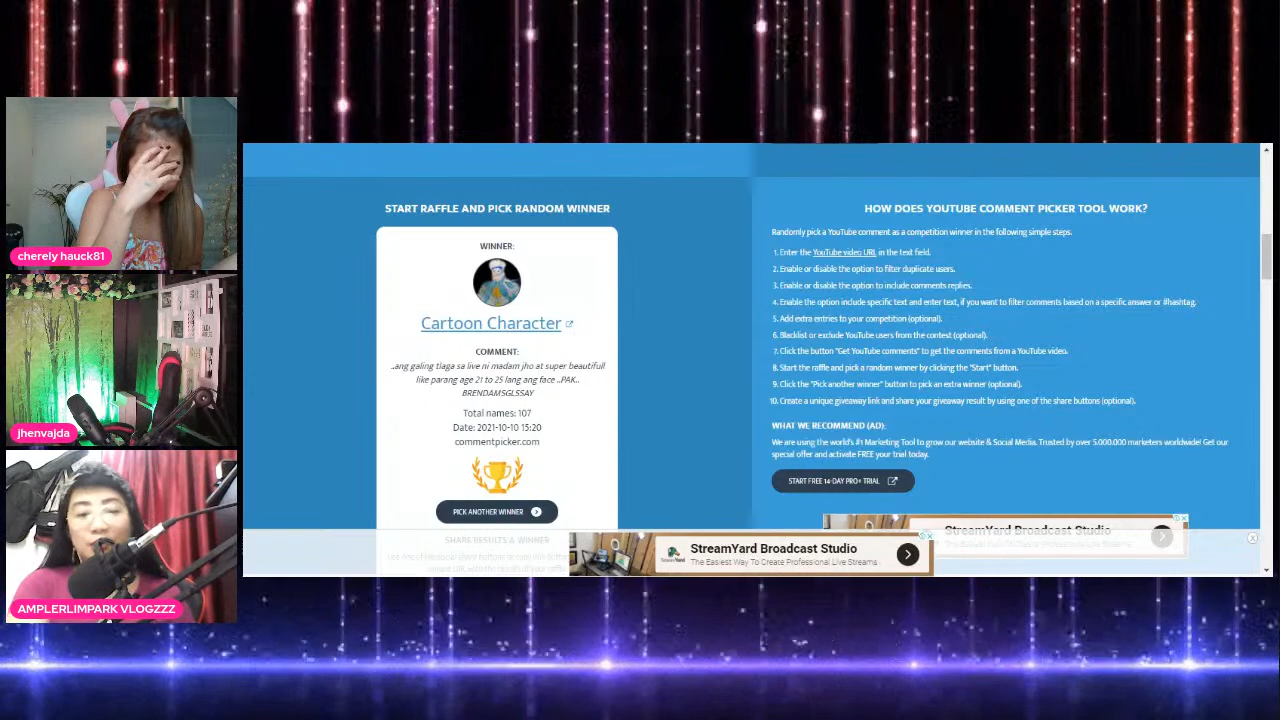 cherely hauck81
jhenvajda
AMPLERLIMPARK VLOGZZZ
START RAFFLE AND PICK RANDOM WINNER
WINNER:
Cartoon Character
COMMENT:
..ang galing tlaga sa live ni madam jho at super beautifull
like parang age 21 to 25 lang ang face ..PAK..
BRENDAMSGLSSAY
Total names: 107
Date: 2021-10-10 15:20
commentpicker.com
PICK ANOTHER WINNER
SHARE RESULTS & WINNER
HOW DOES YOUTUBE COMMENT PICKER TOOL WORK?
Randomly pick a YouTube comment as a competition winner in the following simple steps.
1. Enter the YouTube video URL in the text field.
2. Enable or disable the option to filter duplicate users.
3. Enable or disable the option to include comments replies.
4. Enable the option include specific text and enter text, if you want to filter comments based on a specific answer or #hashtag.
5. Add extra entries to your competition (optional).
6. Blacklist or exclude YouTube users from the contest (optional).
7. Click the button "Get YouTube comments" to get the comments from a YouTube video.
8. Start the raffle and pick a random winner by clicking the "Start" button.
9. Click the "Pick another winner" button to pick an extra winner (optional).
10. Create a unique giveaway link and share your giveaway result by using one of the share buttons (optional).
WHAT WE RECOMMEND (AD):
We are using the world's #1 Marketing Tool to grow our website & Social Media. Trusted by over 5.000.000 marketers worldwide! Get our
special offer and activate FREE your trial today.
START FREE 14-DAY PRO+ TRIAL
StreamYard Broadcast Studio
The Easiest Way To Create Professional Live Streams
StreamYard Broadcast Studio
The Easiest Way To Create Professional Live Streams.